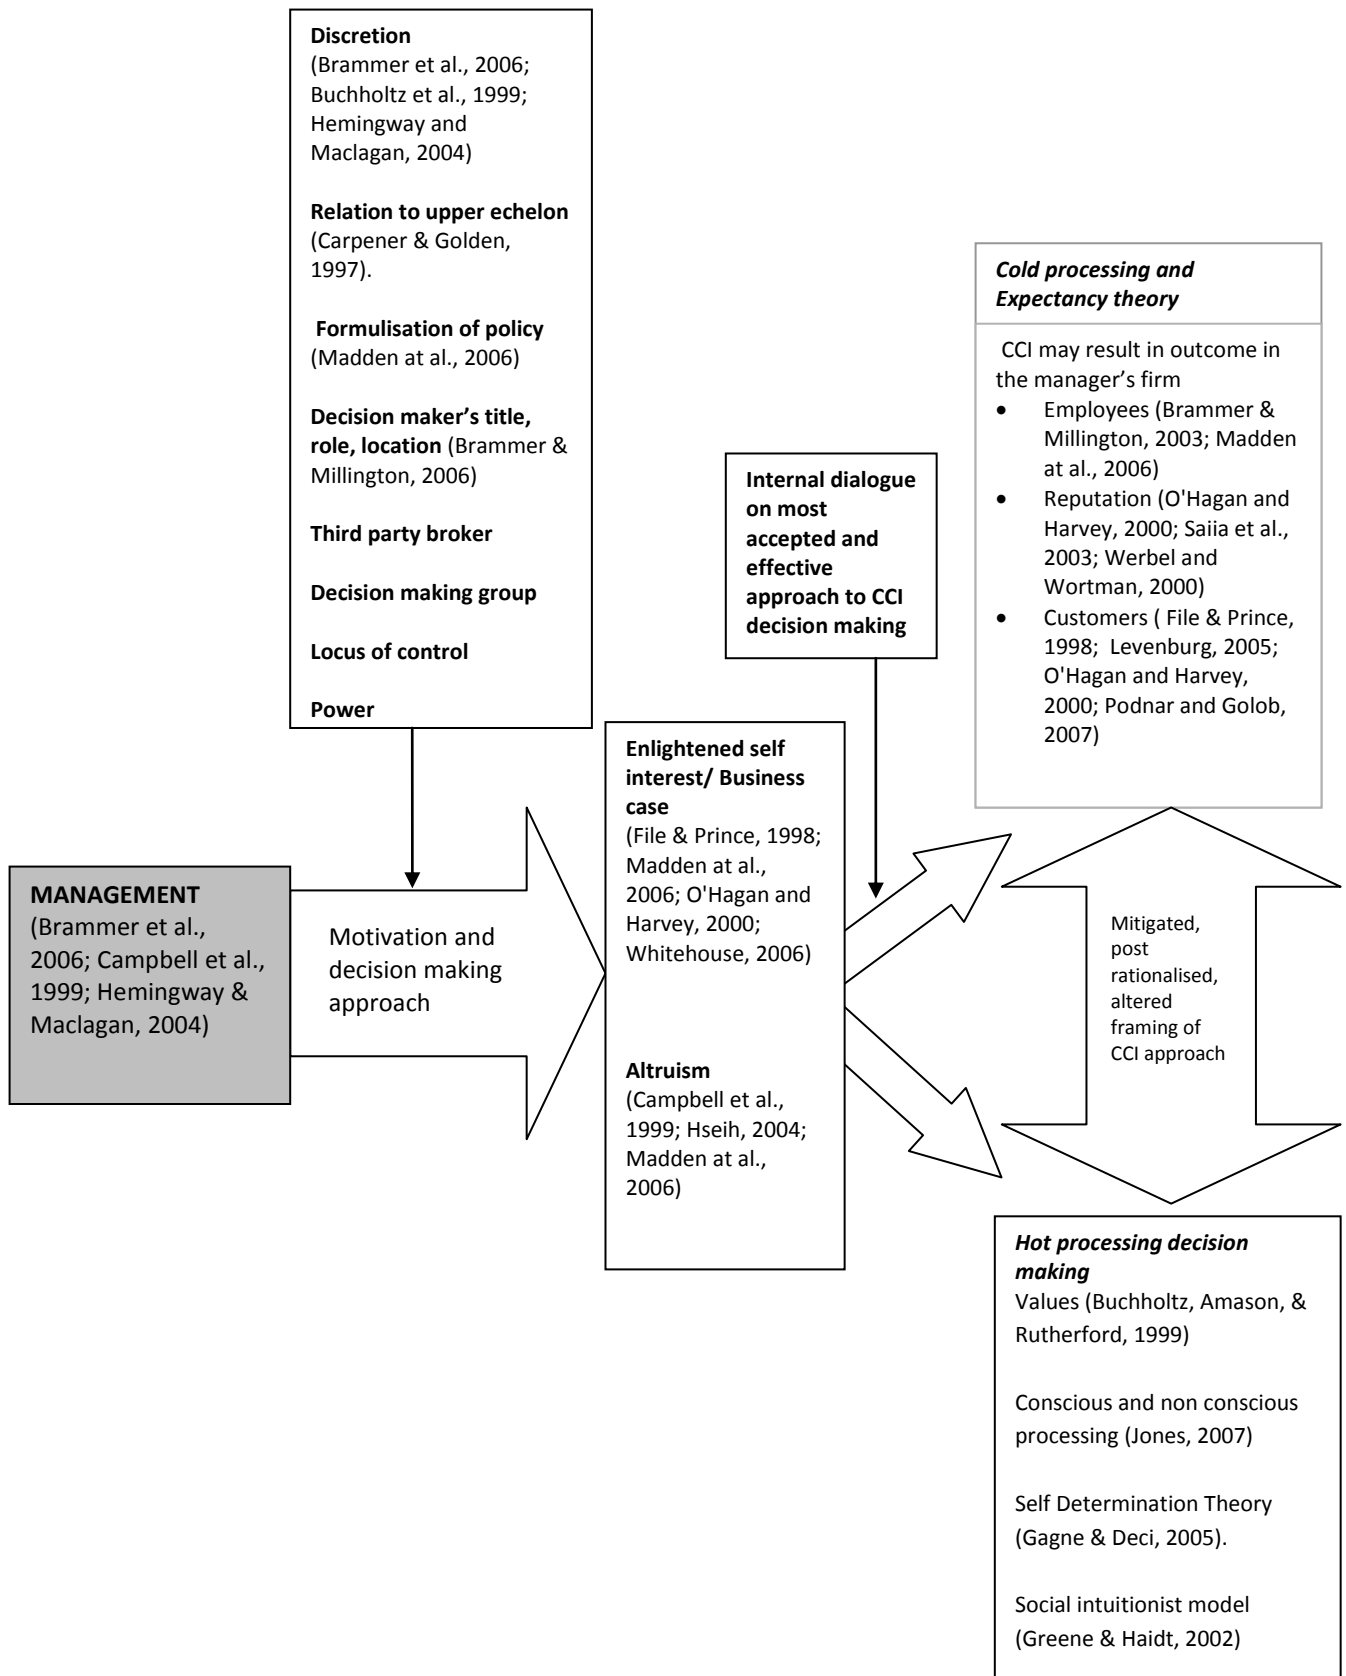 Discretion
(Brammer et al., 2006;
Buchholtz et al., 1999;
Hemingway and
Maclagan, 2004)
Relation to upper echelon
(Carpener & Golden,
1997).
Formulisation of policy
(Madden at al., 2006)
Decision maker's title,
role, location (Brammer &
Millington, 2006)
Third party broker
Decision making group
Locus of control
Power
MANAGEMENT
(Brammer et al.,
2006; Campbell et al.,
1999; Hemingway &
Maclagan, 2004)
Motivation and
decision making
approach
Enlightened self
interest/ Business
case
(File & Prince, 1998;
Madden at al.,
2006; O'Hagan and
Harvey, 2000;
Whitehouse, 2006)
Altruism
(Campbell et al.,
1999; Hseih, 2004;
Madden at al.,
2006)
Internal dialogue
on most
accepted and
effective
approach to CCI
decision making
Cold processing and
Expectancy theory
CCI may result in outcome in
the manager's firm
• Employees (Brammer &
Millington, 2003; Madden
at al., 2006)
• Reputation (O'Hagan and
Harvey, 2000; Saiia et al.,
2003; Werbel and
Wortman, 2000)
• Customers ( File & Prince,
1998; Levenburg, 2005;
O'Hagan and Harvey,
2000; Podnar and Golob,
2007)
Mitigated,
post
rationalised,
altered
framing of
CCI approach
Hot processing decision
making
Values (Buchholtz, Amason, &
Rutherford, 1999)
Conscious and non conscious
processing (Jones, 2007)
Self Determination Theory
(Gagne & Deci, 2005).
Social intuitionist model
(Greene & Haidt, 2002)